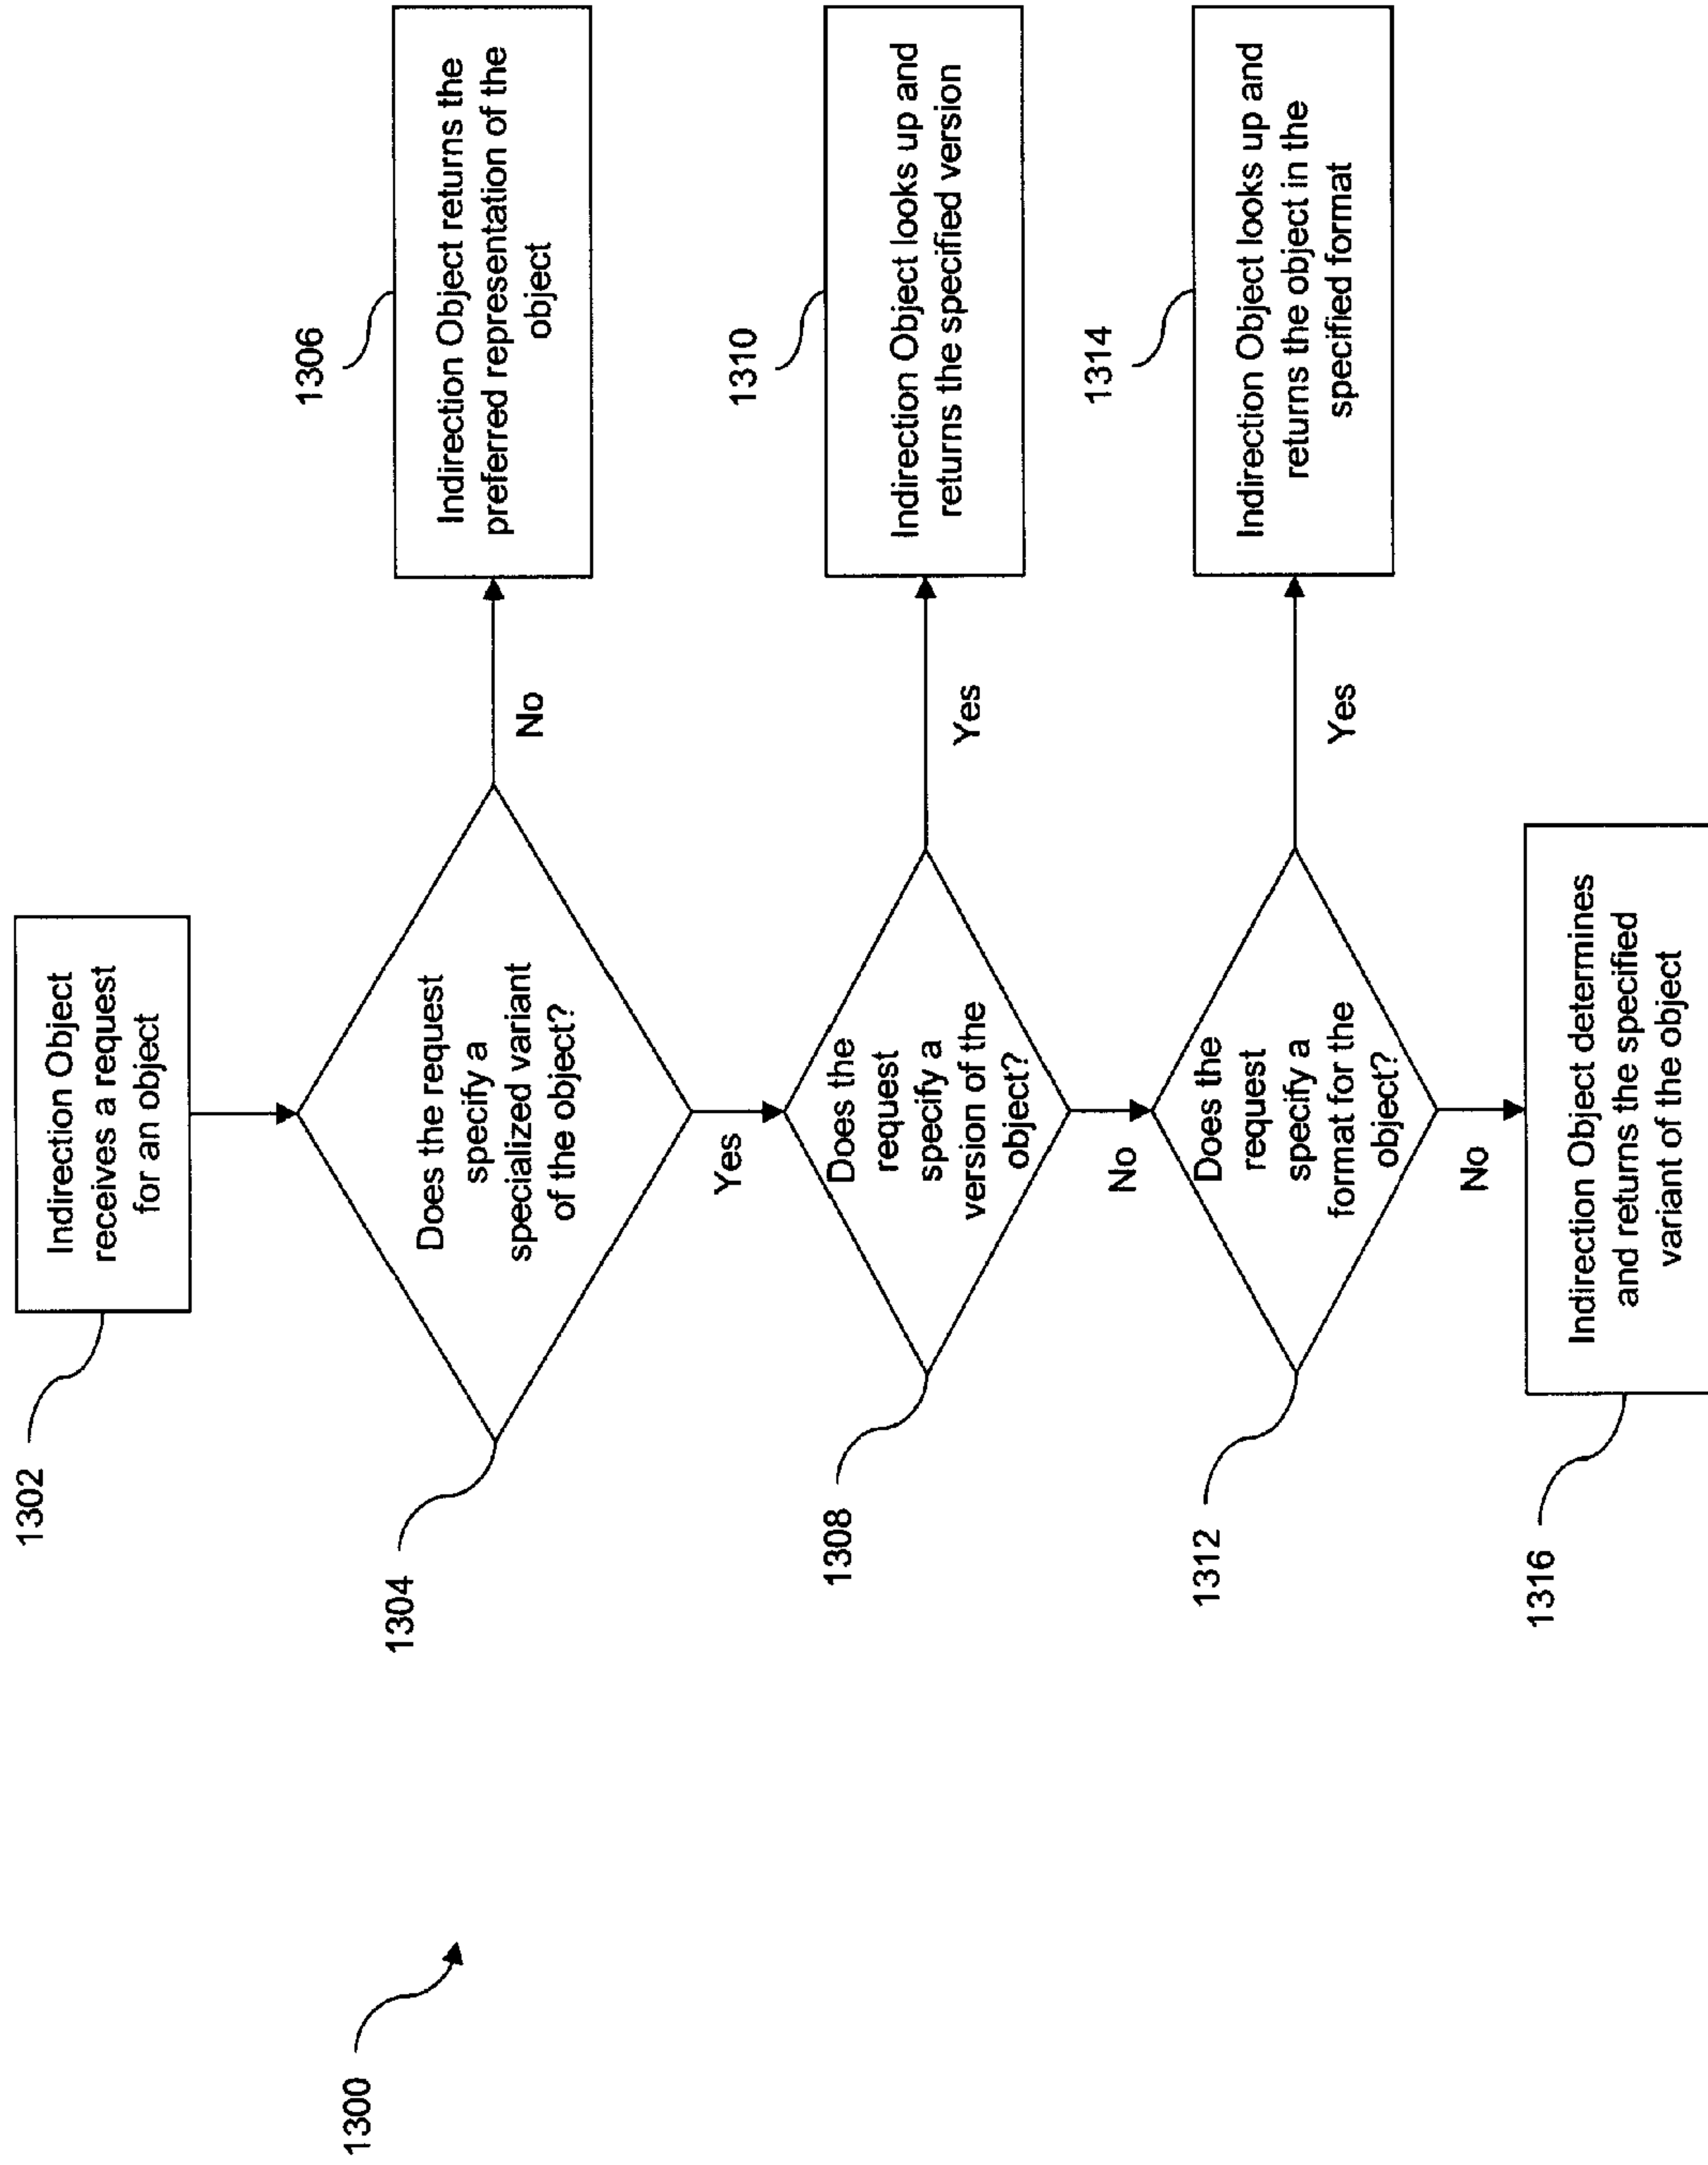 1300
1302
Indirection Object
receives a request
for an object
1304
Does the request
specify a
specialized variant
of the object?
No
1306
Indirection Object returns the
preferred representation of the
object
Yes
1308
Does the
request
specify a
version of the
object?
Yes
1310
Indirection Object looks up and
returns the specified version
No
1312
Does the
request
specify a
format for the
object?
Yes
1314
Indirection Object looks up and
returns the object in the
specified format
No
1316
Indirection Object determines
and returns the specified
variant of the object